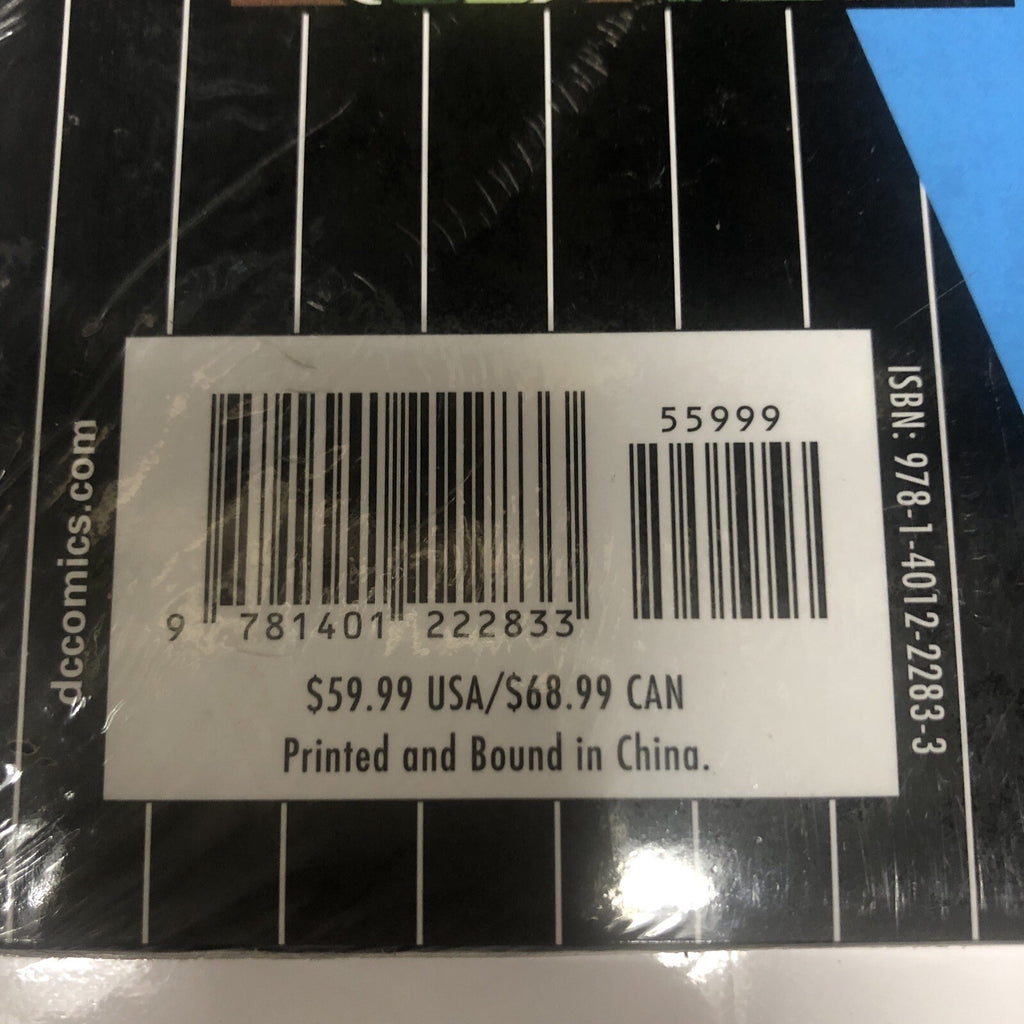 55999
9 781401 222833
$59.99 USA/$68.99 CAN
Printed and Bound in China.
dccomics.com
ISBN: 978-1-4012-2283-3